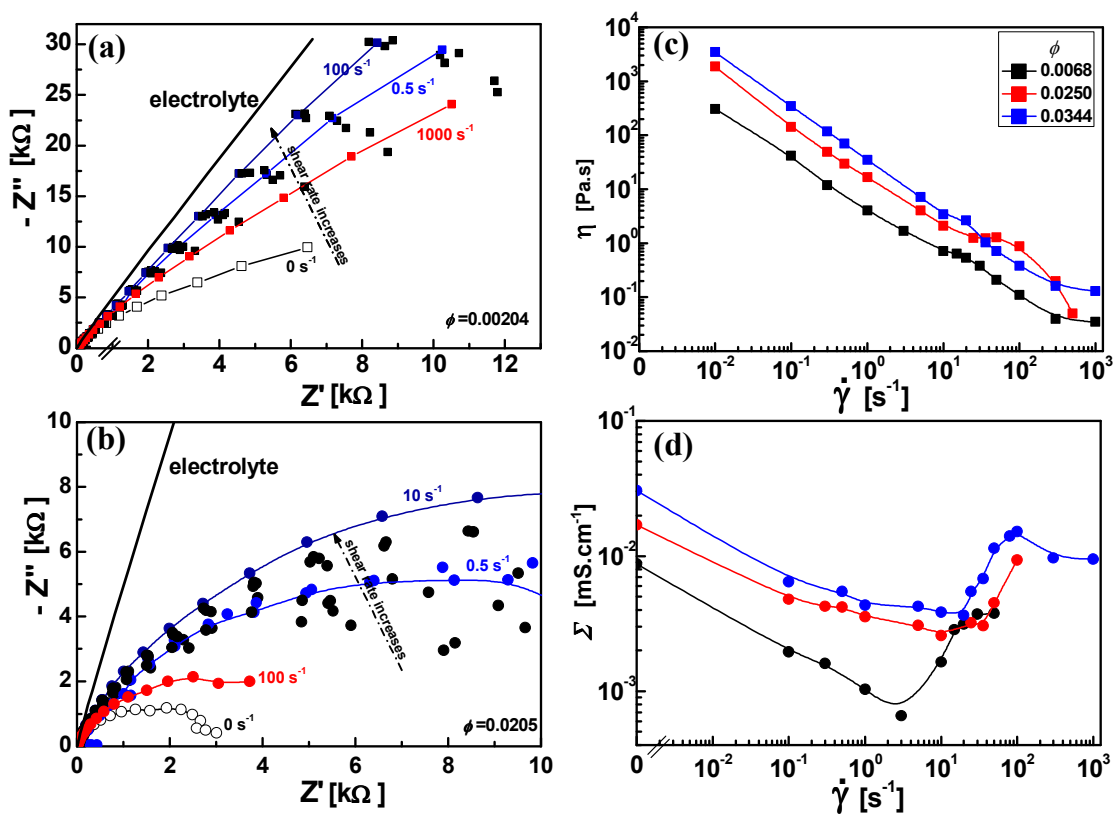 (a)
30
25
20
15
10
5
0
- Z" [kΩ]
electrolyte
100 s⁻¹
0.5 s⁻¹
1000 s⁻¹
shear rate increases
0 s⁻¹
ϕ=0.00204
2 4 6 8 10 12
Z' [kΩ]
(b)
10
8
6
4
2
0
- Z" [kΩ]
electrolyte
10 s⁻¹
0.5 s⁻¹
shear rate increases
100 s⁻¹
0 s⁻¹
ϕ=0.0205
0 2 4 6 8 10
Z' [kΩ]
(c)
10⁵
10⁴
10³
10²
10¹
10⁰
10⁻¹
10⁻²
η [Pa.s]
ϕ
0.0068
0.0250
0.0344
10⁻² 10⁻¹ 10⁰ 10¹ 10² 10³
γ̇ [s⁻¹]
(d)
10⁻¹
10⁻²
10⁻³
Σ [mS.cm⁻¹]
0 10⁻² 10⁻¹ 10⁰ 10¹ 10² 10³
γ̇ [s⁻¹]